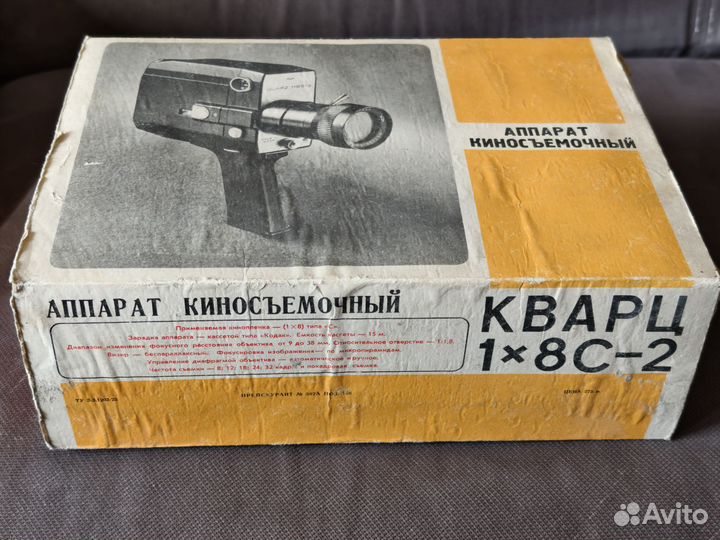 АППАРАТ
КИНОСЪЕМОЧНЫЙ
АППАРАТ КИНОСЪЕМОЧНЫЙ
Применяемая кинопленка — (1×8) типа «С».
Зарядка аппарата — кассетой типа «Кодак». Емкость кассеты — 15 м.
Диапазон изменения фокусного расстояния объектива, от 9 до 38 мм. Относительное отверстие — 1:1,8.
Визир — беспараллаксный. Фокусировка изображения — по микропирамидам.
Управление диафрагмой объектива — автоматическое и ручное.
Частота съемки — 8; 12; 18; 24; 32 кадр/с и покадровая съемка.
КВАРЦ
1×8С-2
ПРЕЙСКУРАНТ №
ЦЕНА
Avito